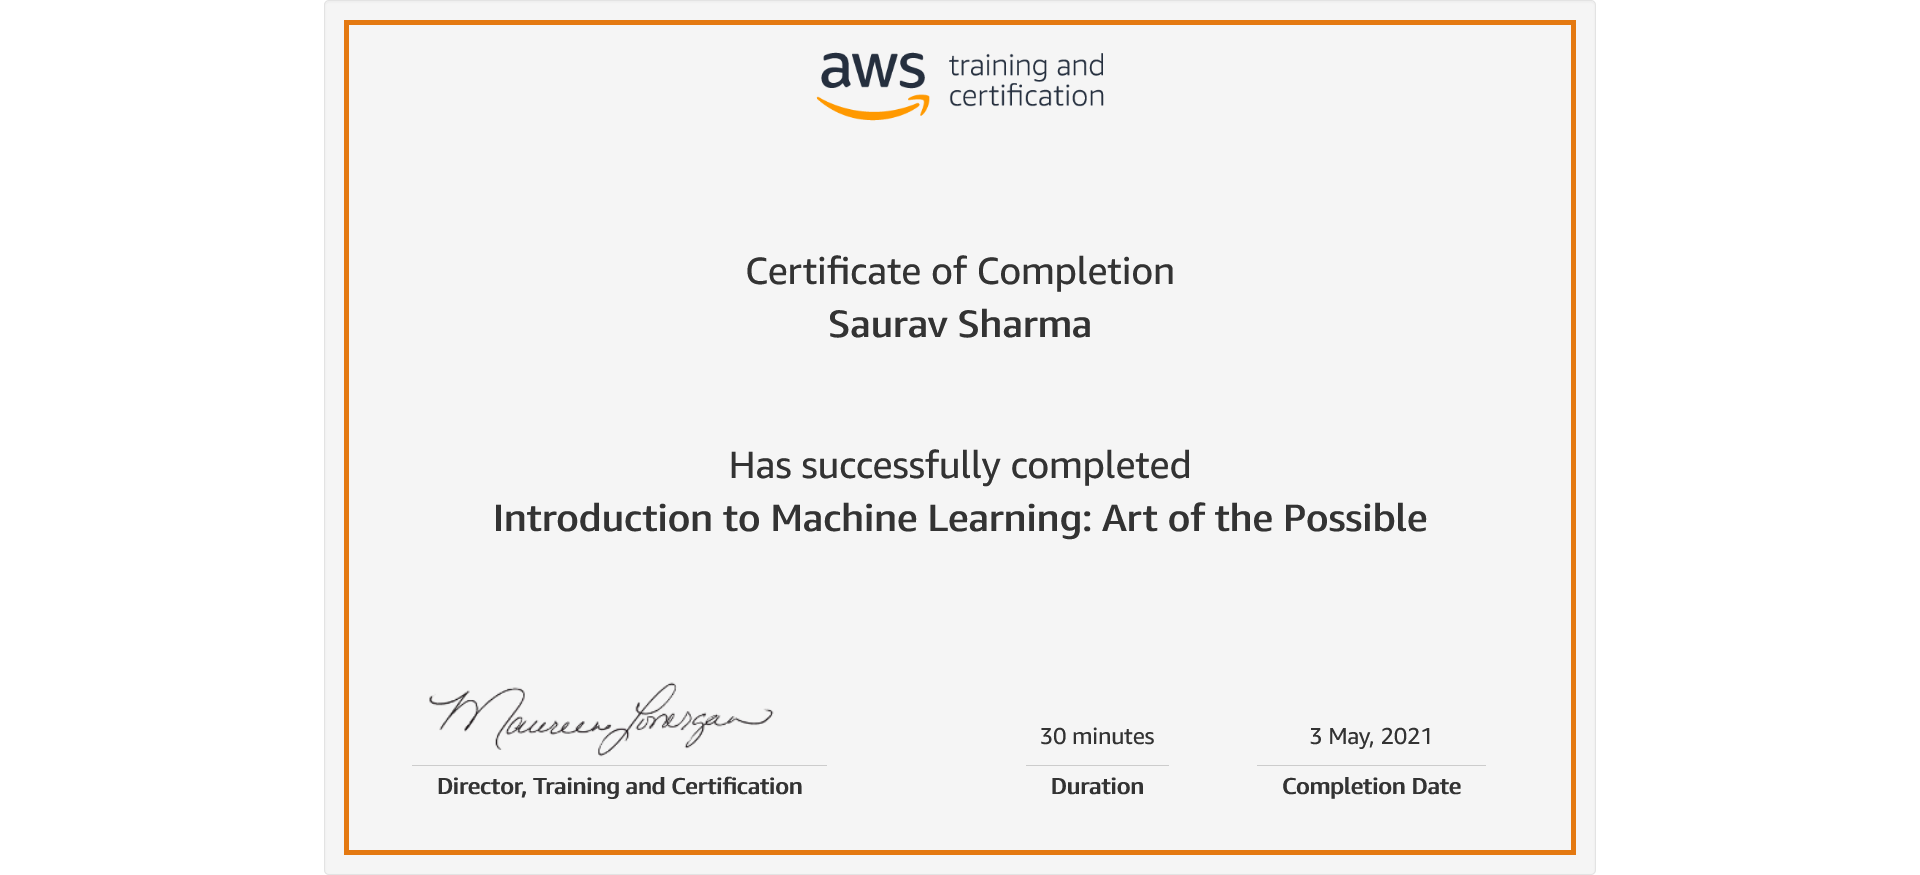 aws training and
certification
Certificate of Completion
Saurav Sharma
Has successfully completed
Introduction to Machine Learning: Art of the Possible
Maureen Lonergan
30 minutes
3 May, 2021
Director, Training and Certification
Duration
Completion Date